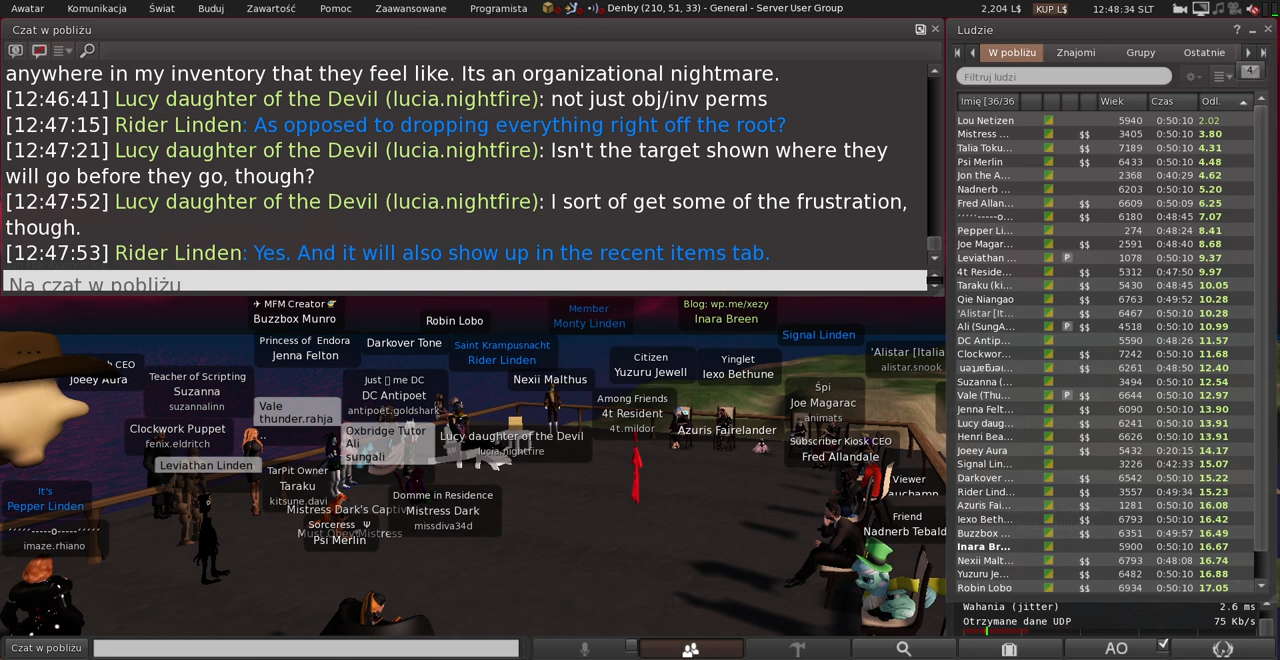 Awatar Komunikacja Świat Buduj Zawartość Pomoc Zaawansowane Programista Denby (210, 51, 33) - General - Server User Group 2,204 L$ KUP L$ 12:48:34 SLT
Czat w pobliżu
anywhere in my inventory that they feel like. Its an organizational nightmare.
[12:46:41] Lucy daughter of the Devil (lucia.nightfire): not just obj/inv perms
[12:47:15] Rider Linden: As opposed to dropping everything right off the root?
[12:47:21] Lucy daughter of the Devil (lucia.nightfire): Isn't the target shown where they
will go before they go, though?
[12:47:52] Lucy daughter of the Devil (lucia.nightfire): I sort of get some of the frustration,
though.
[12:47:53] Rider Linden: Yes. And it will also show up in the recent items tab.
Na czat w pobliżu
✈ MFM Creator
Buzzbox Munro
Robin Lobo
Member
Monty Linden
Blog: wp.me/xezy
Inara Breen
Signal Linden
Princess of Endora
Jenna Felton
Darkover Tone
Saint Krampusnacht
Rider Linden
Nexii Malthus
Citizen
Yuzuru Jewell
Yinglet
Iexo Bethune
'Alistar [Italia
alistar.snook
CEO
Joeey Aura
Teacher of Scripting
Suzanna
suzannalinn
Just me DC
DC Antipoet
antipoet.goldshark
Among Friends
4t Resident
4t.mildor
Śpi
Joe Magarac
animats
Vale
thunder.rahja
Clockwork Puppet
fenix.eldritch
Oxbridge Tutor
Ali
sungali
Lucy daughter of the Devil
lucia.nightfire
Azuris Fairelander
Subscriber Kiosk CEO
Fred Allandale
Leviathan Linden
TarPit Owner
Taraku
kitsune.davi
Domme in Residence
Mistress Dark
missdiva34d
Mistress Dark's Captiv
Sorceress Ψ
Must Obey Mistress
Psi Merlin
It's
Pepper Linden
´´´´´-----o-----´´´´´
imaze.rhiano
Viewer
Friend
Nadnerb Tebald
Ludzie
W pobliżu Znajomi Grupy Ostatnie
Filtruj ludzi 4
Imię [36/36 Wiek Czas Odl.
Lou Netizen 5940 0:50:10 2.02
Mistress ... $$ 3405 0:50:10 3.80
Talia Toku... $$ 7189 0:50:10 4.31
Psi Merlin $$ 6433 0:50:10 4.48
Jon the A... 2368 0:40:29 4.62
Nadnerb ... 6203 0:50:10 5.20
Fred Allan... $$ 6609 0:50:09 6.25
´´´´´-----o... $$ 6180 0:48:45 7.07
Pepper Li... 274 0:48:24 8.41
Joe Magar... $$ 2591 0:48:40 8.68
Leviathan ... P 1078 0:50:10 9.37
4t Reside... $$ 5312 0:47:50 9.97
Taraku (ki... $$ 5430 0:48:45 10.05
Qie Niangao $$ 6763 0:49:52 10.28
'Alistar [It... $$ 6467 0:50:10 10.28
Ali (SungA... P $$ 4518 0:50:10 10.99
DC Antip... 5590 0:48:26 11.57
Clockwor... $$ 7242 0:50:10 11.68
$$ 6261 0:48:50 12.40
Suzanna (... 3494 0:50:10 12.54
Vale (Thu... P $$ 6644 0:50:10 12.97
Jenna Felt... $$ 6090 0:50:10 13.90
Lucy daug... $$ 6241 0:50:10 13.91
Henri Bea... $$ 6626 0:50:10 13.91
Joeey Aura $$ 5432 0:20:15 14.17
Signal Lin... 3226 0:42:33 15.07
Darkover ... $$ 6542 0:50:10 15.22
Rider Lind... $$ 3557 0:49:34 15.23
Azuris Fai... $$ 1281 0:50:10 16.08
Iexo Beth... $$ 6793 0:50:10 16.42
Buzzbox ... $$ 6351 0:49:57 16.49
Inara Br... 5900 0:50:10 16.67
Nexii Malt... $$ 6793 0:48:08 16.74
Yuzuru Je... $$ 6482 0:50:10 16.88
Robin Lobo $$ 6934 0:50:10 17.05
Wahania (jitter) 2.6 ms
Otrzymane dane UDP 75 Kb/s
Czat w pobliżu AO